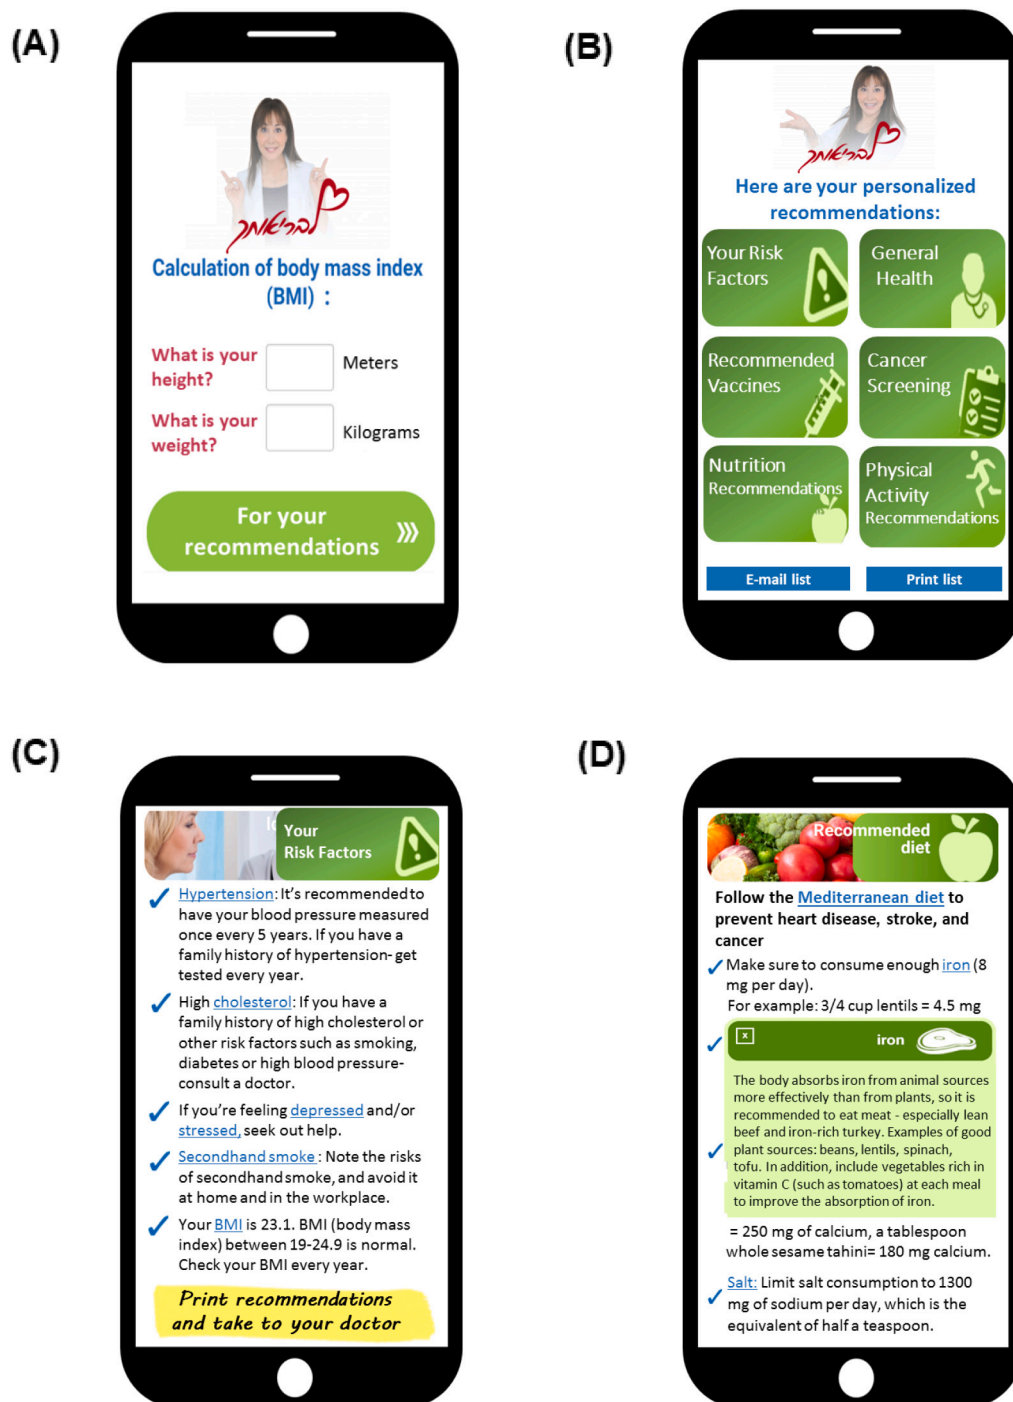 (A)
לבריאותך
Calculation of body mass index
(BMI) :
What is your
height?
Meters
What is your
weight?
Kilograms
For your
recommendations
(B)
לבריאותך
Here are your personalized
recommendations:
Your Risk
Factors
General
Health
Recommended
Vaccines
Cancer
Screening
Nutrition
Recommendations
Physical
Activity
Recommendations
E-mail list
Print list
(C)
Your
Risk Factors
Hypertension: It's recommended to
have your blood pressure measured
once every 5 years. If you have a
family history of hypertension- get
tested every year.
High cholesterol: If you have a
family history of high cholesterol or
other risk factors such as smoking,
diabetes or high blood pressure-
consult a doctor.
If you're feeling depressed and/or
stressed, seek out help.
Secondhand smoke : Note the risks
of secondhand smoke, and avoid it
at home and in the workplace.
Your BMI is 23.1. BMI (body mass
index) between 19-24.9 is normal.
Check your BMI every year.
Print recommendations
and take to your doctor
(D)
Recommended
diet
Follow the Mediterranean diet to
prevent heart disease, stroke, and
cancer
Make sure to consume enough iron (8
mg per day).
For example: 3/4 cup lentils = 4.5 mg
x
iron
The body absorbs iron from animal sources
more effectively than from plants, so it is
recommended to eat meat - especially lean
beef and iron-rich turkey. Examples of good
plant sources: beans, lentils, spinach,
tofu. In addition, include vegetables rich in
vitamin C (such as tomatoes) at each meal
to improve the absorption of iron.
= 250 mg of calcium, a tablespoon
whole sesame tahini= 180 mg calcium.
Salt: Limit salt consumption to 1300
mg of sodium per day, which is the
equivalent of half a teaspoon.